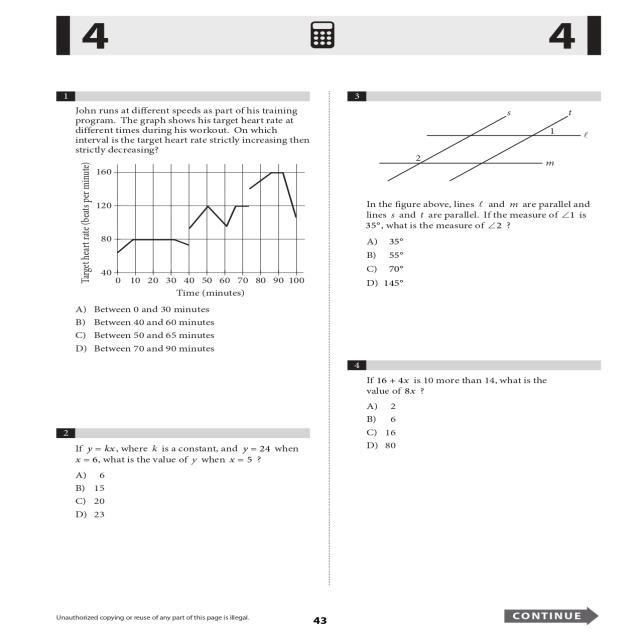 4
4
1
John runs at different speeds as part of his training
program. The graph shows his target heart rate at
different times during his workout. On which
interval is the target heart rate strictly increasing then
strictly decreasing?
Target heart rate (beats per minute)
160
120
80
40
0 10 20 30 40 50 60 70 80 90 100
Time (minutes)
A) Between 0 and 30 minutes
B) Between 40 and 60 minutes
C) Between 50 and 65 minutes
D) Between 70 and 90 minutes
2
If y = kx, where k is a constant, and y = 24 when
x = 6, what is the value of y when x = 5 ?
A) 6
B) 15
C) 20
D) 23
3
s
t
1
ℓ
2
m
In the figure above, lines ℓ and m are parallel and
lines s and t are parallel. If the measure of ∠1 is
35°, what is the measure of ∠2 ?
A) 35°
B) 55°
C) 70°
D) 145°
4
If 16 + 4x is 10 more than 14, what is the
value of 8x ?
A) 2
B) 6
C) 16
D) 80
Unauthorized copying or reuse of any part of this page is illegal.
43
CONTINUE